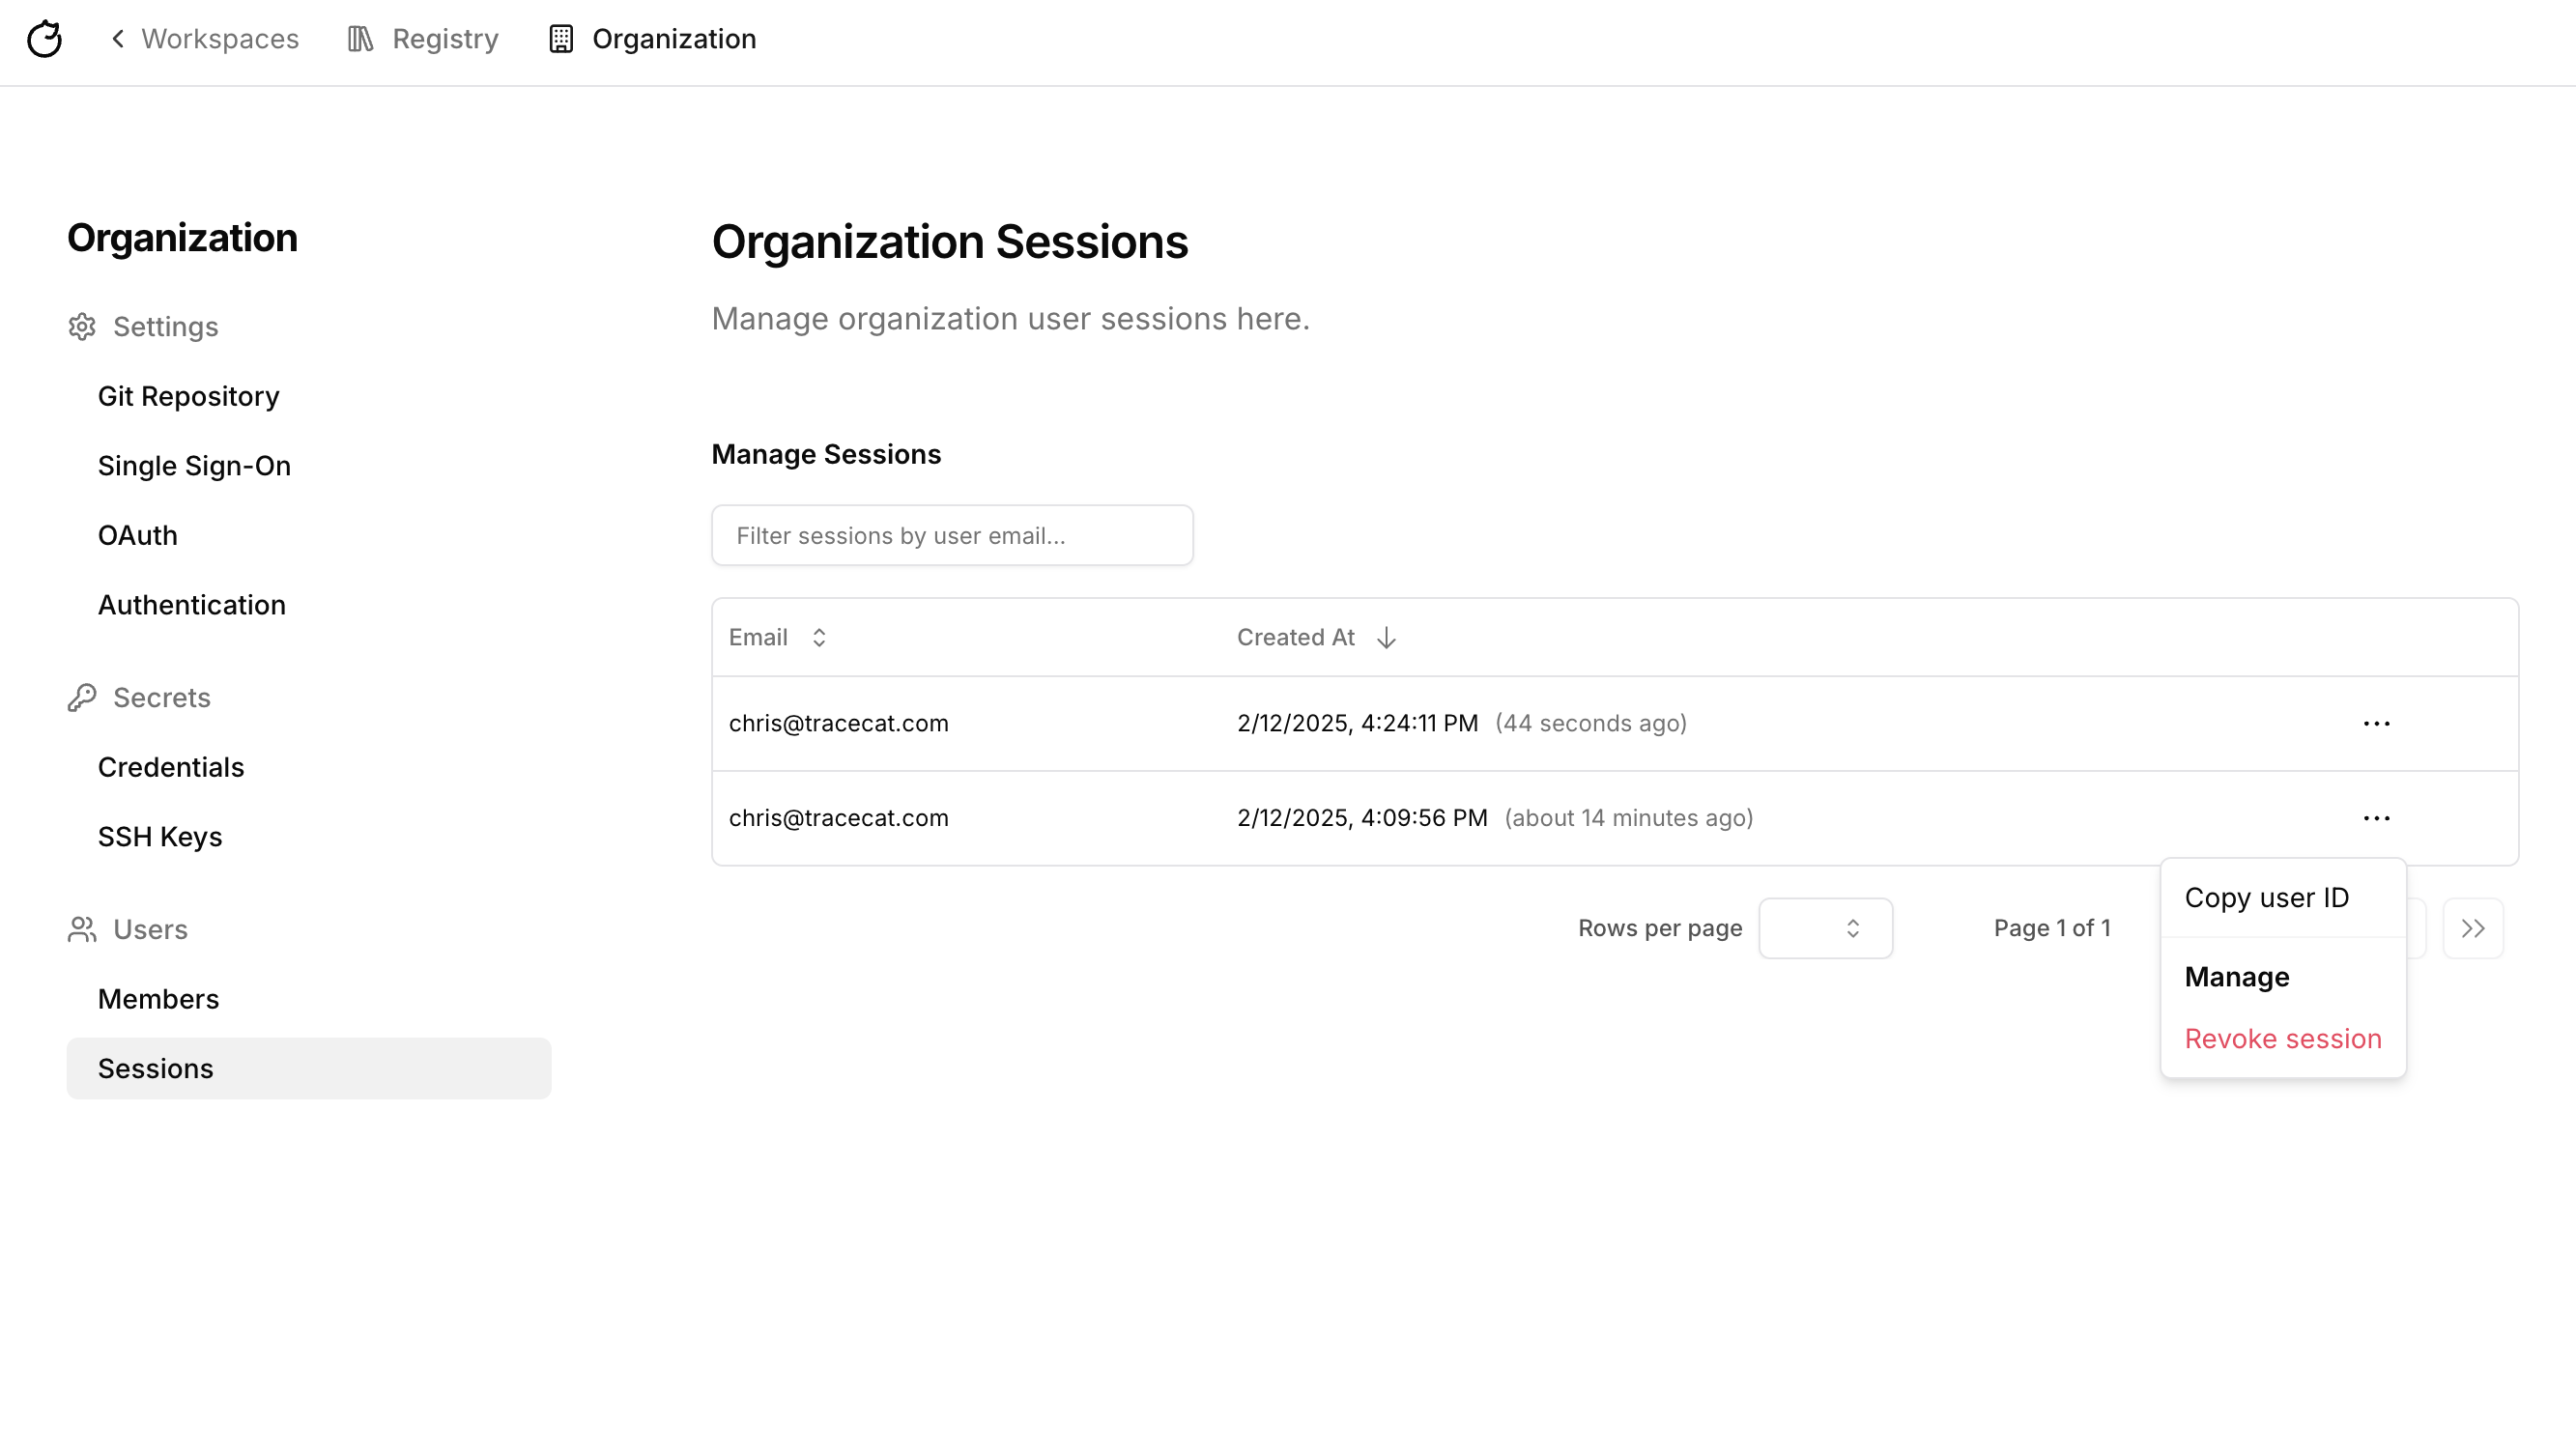 Workspaces
Registry
Organization
Organization
Settings
Git Repository
Single Sign-On
OAuth
Authentication
Secrets
Credentials
SSH Keys
Users
Members
Sessions
Organization Sessions
Manage organization user sessions here.
Manage Sessions
Filter sessions by user email...
Email Created At
chris@tracecat.com 2/12/2025, 4:24:11 PM (44 seconds ago)
chris@tracecat.com 2/12/2025, 4:09:56 PM (about 14 minutes ago)
Rows per page Page 1 of 1
Copy user ID
Manage
Revoke session